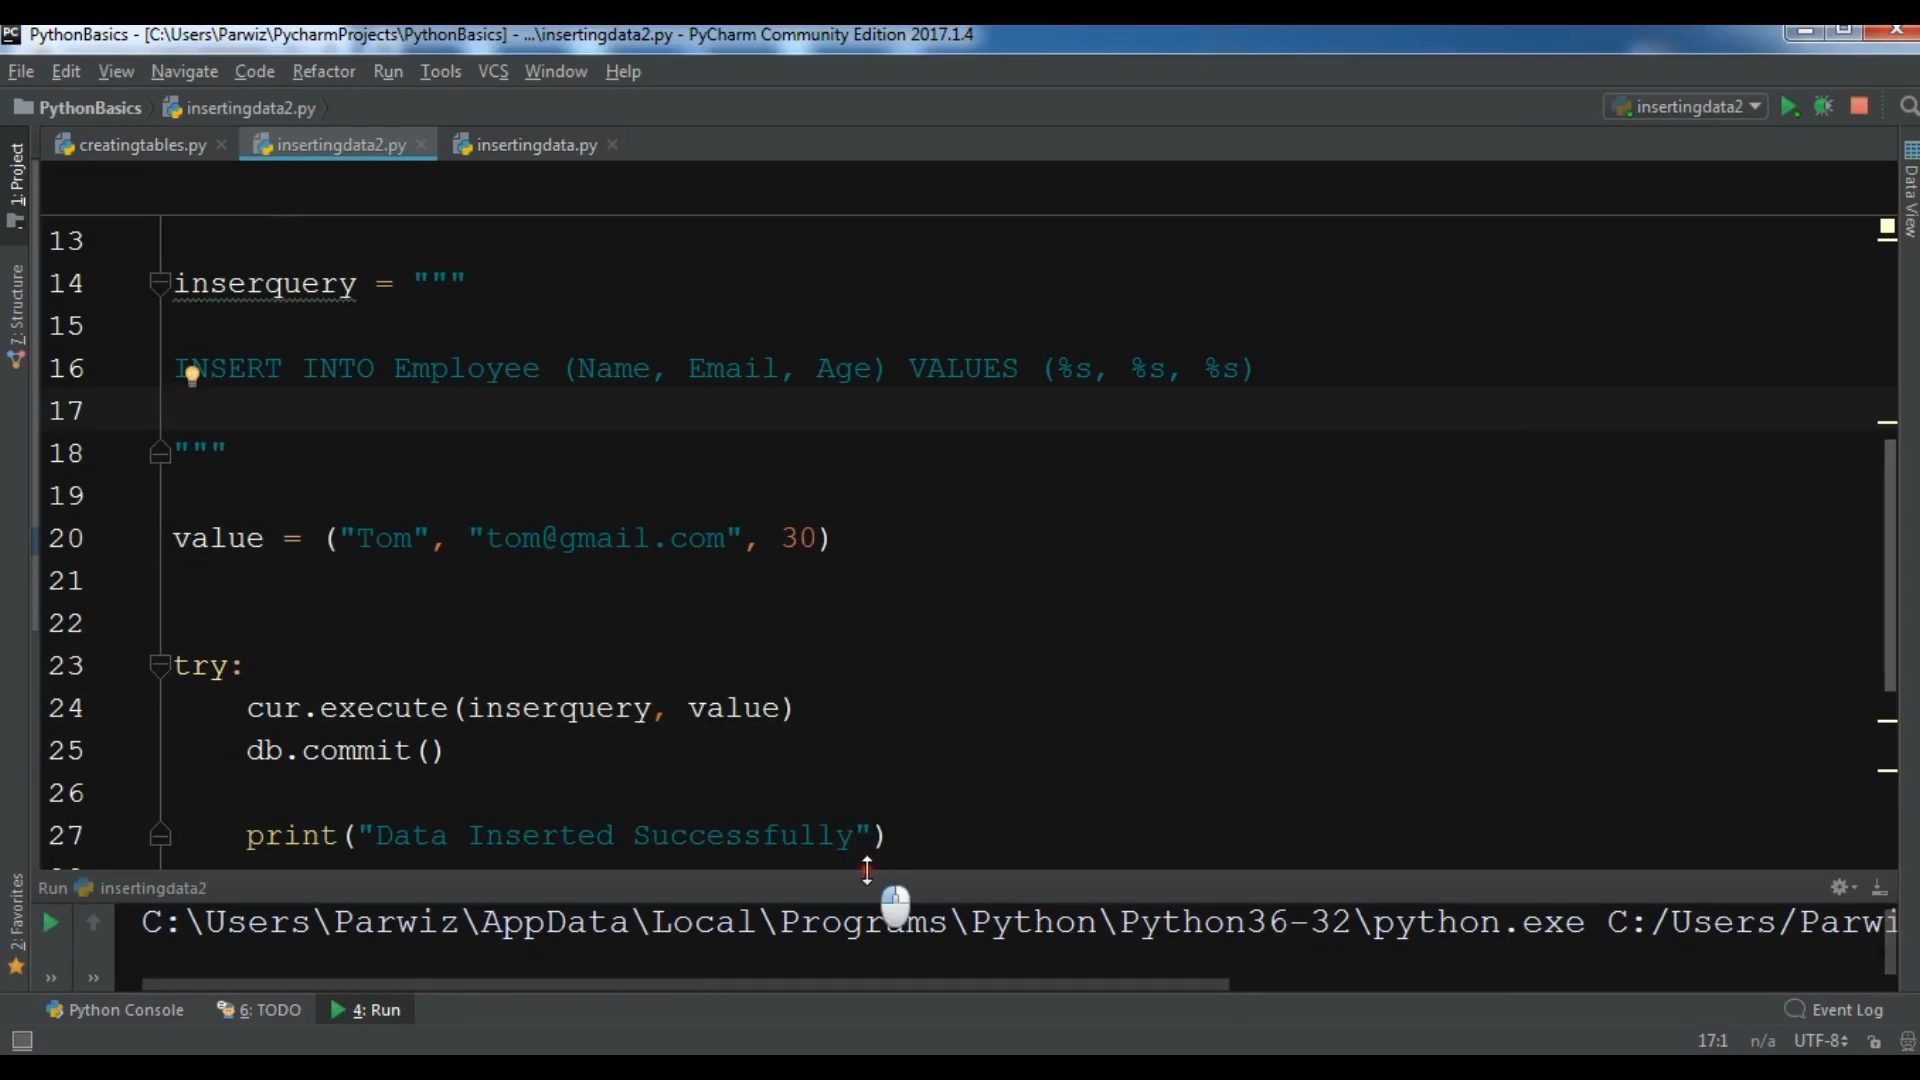 PC PythonBasics - [C:\Users\Parwiz\PycharmProjects\PythonBasics] - ...\insertingdata2.py - PyCharm Community Edition 2017.1.4
File Edit View Navigate Code Refactor Run Tools VCS Window Help
PythonBasics insertingdata2.py insertingdata2
creatingtables.py insertingdata2.py insertingdata.py
1: Project
7: Structure
2: Favorites
Data View
13
14 inserquery = """
15
16 INSERT INTO Employee (Name, Email, Age) VALUES (%s, %s, %s)
17
18 """
19
20 value = ("Tom", "tom@gmail.com", 30)
21
22
23 try:
24 cur.execute(inserquery, value)
25 db.commit()
26
27 print("Data Inserted Successfully")
Run insertingdata2
C:\Users\Parwiz\AppData\Local\Programs\Python\Python36-32\python.exe C:/Users/Parwi
Python Console 6: TODO 4: Run Event Log
17:1 n/a UTF-8